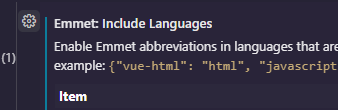 Emmet: Include Languages
Enable Emmet abbreviations in languages that are
(1)
example: {"vue-html": "html", "javascript
Item